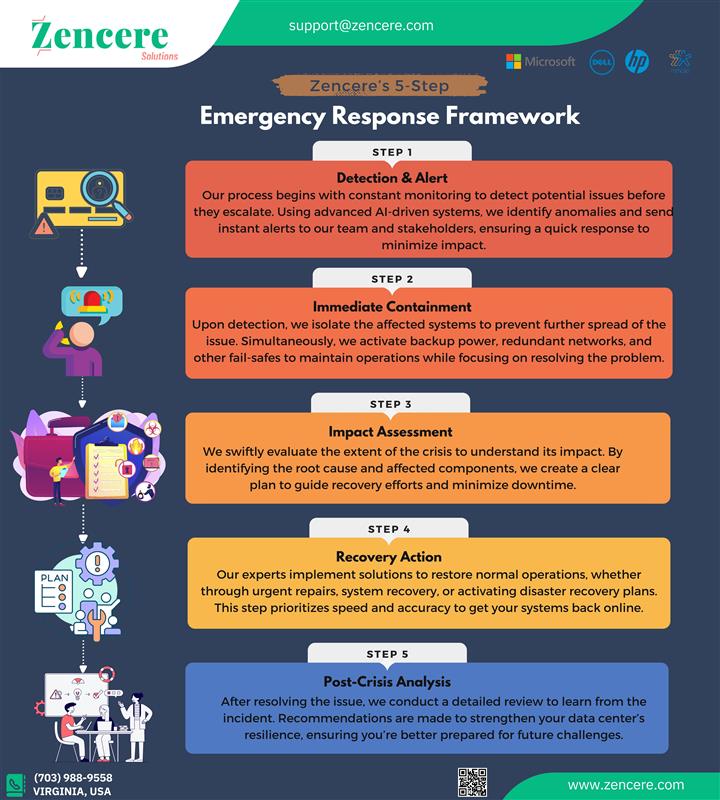 Zencere
Solutions
support@zencere.com
Microsoft
DELL
hp
Zencere's 5-Step
Emergency Response Framework
STEP 1
Detection & Alert
Our process begins with constant monitoring to detect potential issues before
they escalate. Using advanced AI-driven systems, we identify anomalies and send
instant alerts to our team and stakeholders, ensuring a quick response to
minimize impact.
STEP 2
Immediate Containment
Upon detection, we isolate the affected systems to prevent further spread of the
issue. Simultaneously, we activate backup power, redundant networks, and
other fail-safes to maintain operations while focusing on resolving the problem.
STEP 3
Impact Assessment
We swiftly evaluate the extent of the crisis to understand its impact. By
identifying the root cause and affected components, we create a clear
plan to guide recovery efforts and minimize downtime.
STEP 4
Recovery Action
Our experts implement solutions to restore normal operations, whether
through urgent repairs, system recovery, or activating disaster recovery plans.
This step prioritizes speed and accuracy to get your systems back online.
PLAN
STEP 5
Post-Crisis Analysis
After resolving the issue, we conduct a detailed review to learn from the
incident. Recommendations are made to strengthen your data center's
resilience, ensuring you're better prepared for future challenges.
(703) 988-9558
VIRGINIA, USA
www.zencere.com